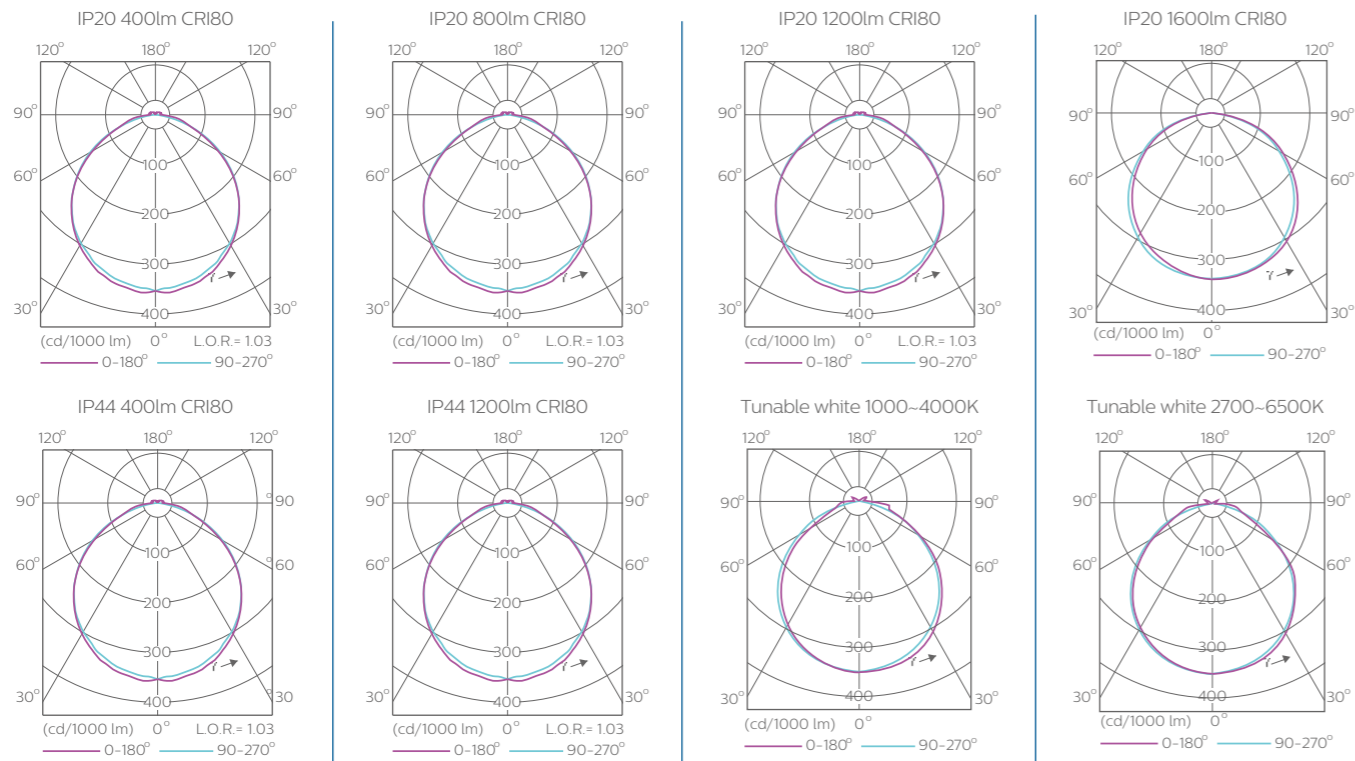 IP20 400lm CRI80
120° 180° 120°
90° 90°
100
60° 60°
200
300
γ
30° 400 30°
(cd/1000 lm) 0° L.O.R.= 1.03
0-180° 90-270°
IP20 800lm CRI80
120° 180° 120°
90° 90°
100
60° 60°
200
300
γ
30° 400 30°
(cd/1000 lm) 0° L.O.R.= 1.03
0-180° 90-270°
IP20 1200lm CRI80
120° 180° 120°
90° 90°
100
60° 60°
200
300
γ
30° 400 30°
(cd/1000 lm) 0° L.O.R.= 1.03
0-180° 90-270°
IP20 1600lm CRI80
120° 180° 120°
90° 90°
100
60° 60°
200
300
γ
30° 400 30°
(cd/1000 lm) 0°
0-180° 90-270°
IP44 400lm CRI80
120° 180° 120°
90° 90
100
60° 60
200
300
γ
30° 400 30
(cd/1000 lm) 0° L.O.R.= 1.03
0-180° 90-270°
IP44 1200lm CRI80
120° 180° 120°
90° 90°
100
60° 60°
200
300
γ
30° 400 30°
(cd/1000 lm) 0° L.O.R.= 1.03
0-180° 90-270°
Tunable white 1000~4000K
120° 180° 120°
90° 90°
100
60° 60°
200
300
γ
30° 400 30°
(cd/1000 lm) 0°
0-180° 90-270°
Tunable white 2700~6500K
120° 180° 120°
90° 90°
100
60° 60°
200
300
γ
30° 400 30°
(cd/1000 lm) 0°
0-180° 90-270°